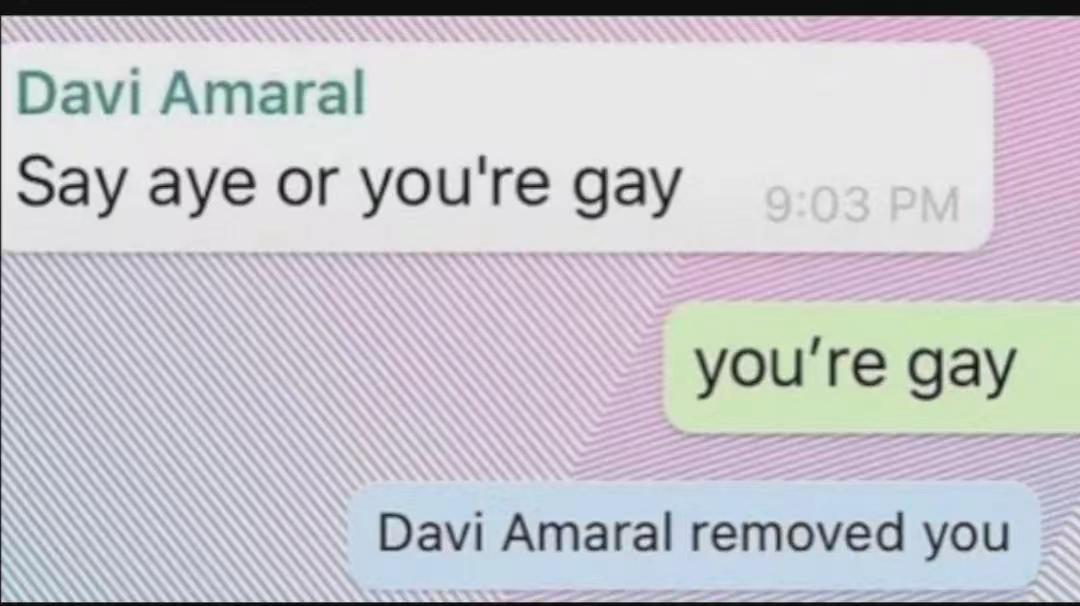 Davi Amaral
Say aye or you're gay
9:03 PM
you’re gay
Davi Amaral removed you